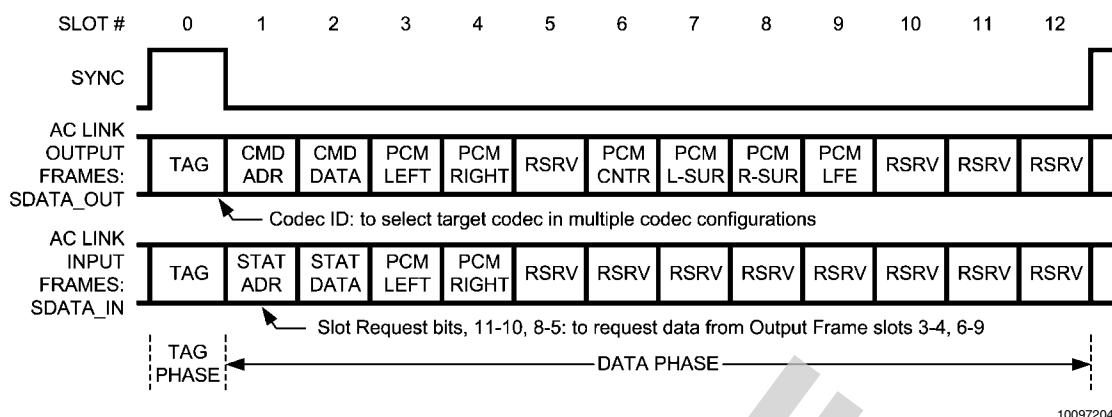 SLOT # 0 1 2 3 4 5 6 7 8 9 10 11 12
SYNC
AC LINK
OUTPUT
FRAMES:
SDATA_OUT
TAG
CMD
ADR
CMD
DATA
PCM
LEFT
PCM
RIGHT
RSRV
PCM
CNTR
PCM
L-SUR
PCM
R-SUR
PCM
LFE
RSRV
RSRV
RSRV
Codec ID: to select target codec in multiple codec configurations
AC LINK
INPUT
FRAMES:
SDATA_IN
TAG
STAT
ADR
STAT
DATA
PCM
LEFT
PCM
RIGHT
RSRV
RSRV
RSRV
RSRV
RSRV
RSRV
RSRV
RSRV
Slot Request bits, 11-10, 8-5: to request data from Output Frame slots 3-4, 6-9
TAG
PHASE
DATA PHASE
10097204